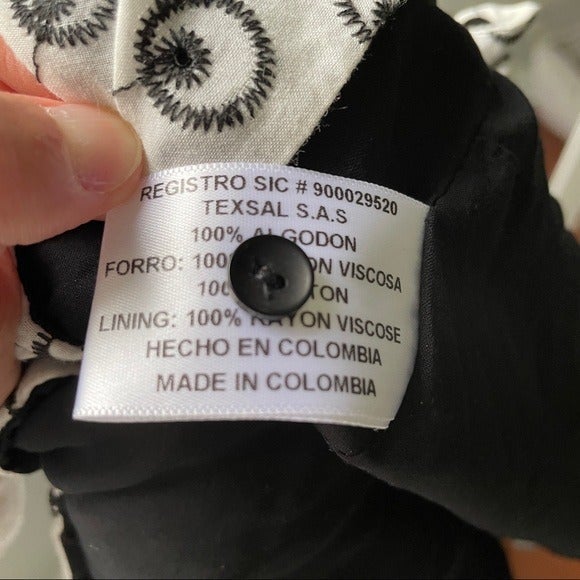 REGISTRO SIC # 900029520
TEXSAL S.A.S
100% ALGODON
FORRO: 100% VISCOSA
100%
LINING: 100% RAYON VISCOSE
HECHO EN COLOMBIA
MADE IN COLOMBIA